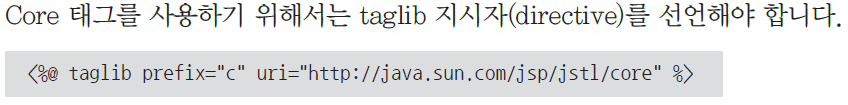 Core 태그를 사용하기 위해서는 taglib 지시자(directive)를 선언해야 합니다.
<%@ taglib prefix="c" uri="http://java.sun.com/jsp/jstl/core" %>